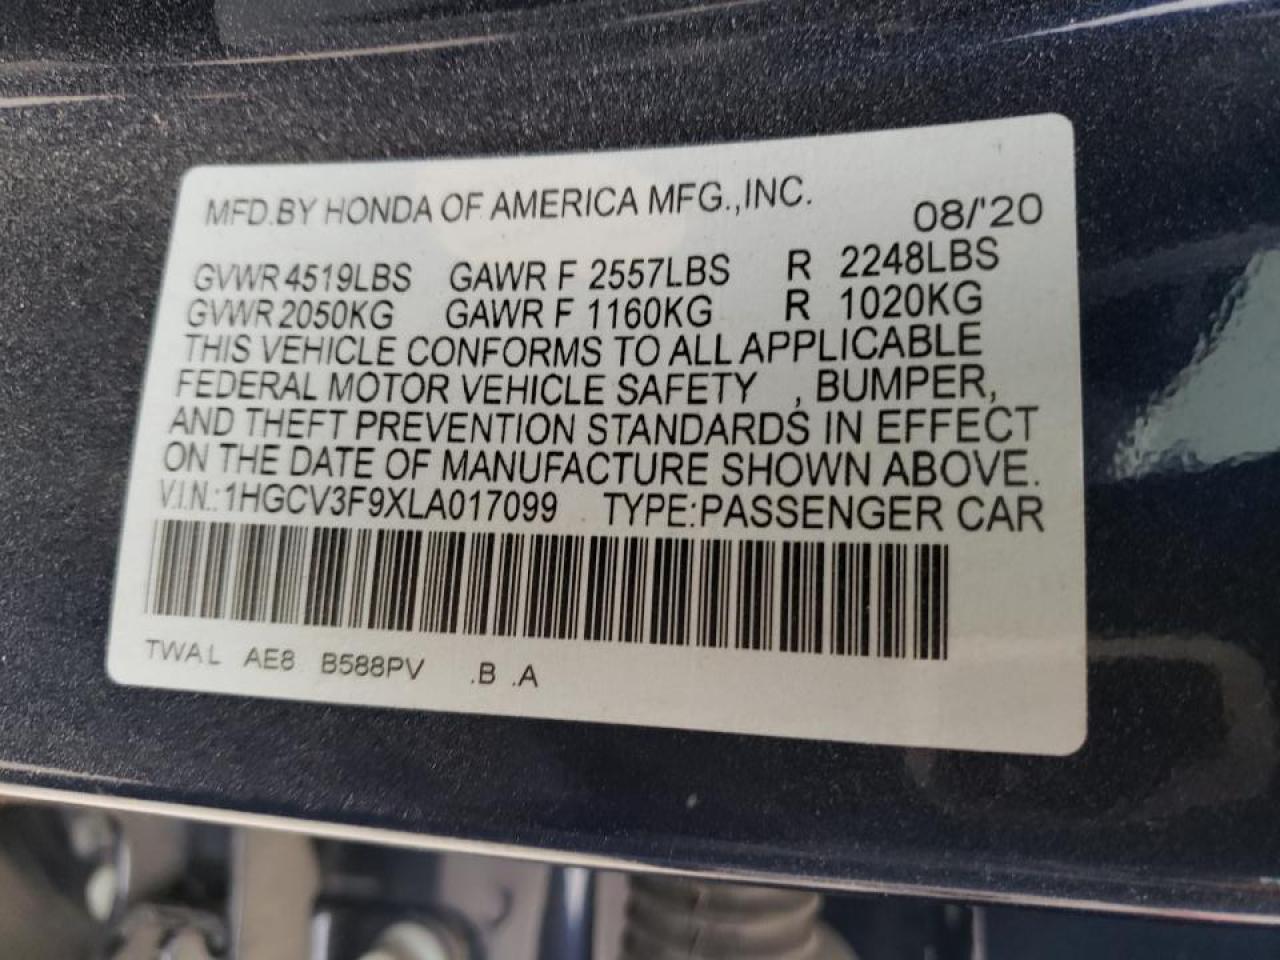 MFD.BY HONDA OF AMERICA MFG.,INC. 08/'20
GVWR 4519LBS GAWR F 2557LBS R 2248LBS
GVWR 2050KG GAWR F 1160KG R 1020KG
THIS VEHICLE CONFORMS TO ALL APPLICABLE
FEDERAL MOTOR VEHICLE SAFETY , BUMPER,
AND THEFT PREVENTION STANDARDS IN EFFECT
ON THE DATE OF MANUFACTURE SHOWN ABOVE.
V.I.N.:1HGCV3F9XLA017099 TYPE:PASSENGER CAR
TWAL AE8 B588PV .B .A